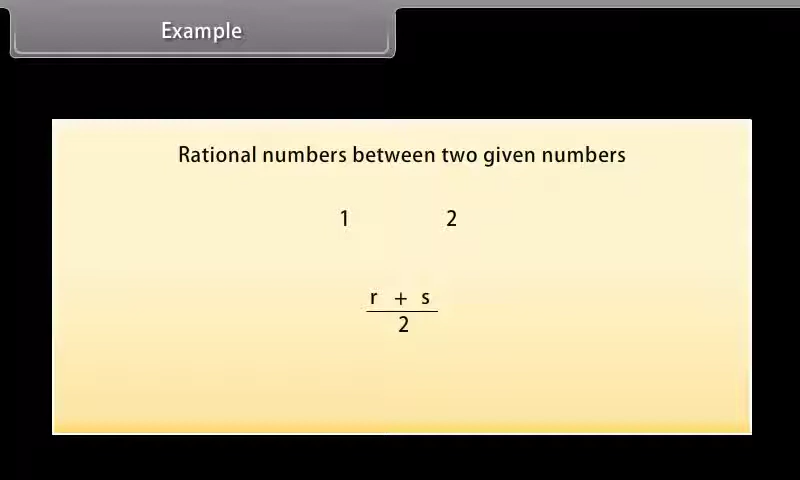 Example
Rational numbers between two given numbers
1 2
r + s
2